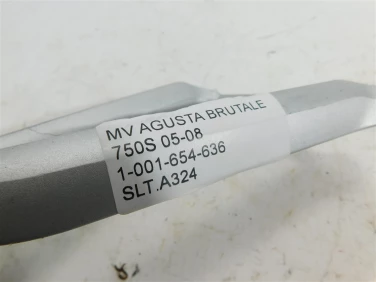 MV AGUSTA BRUTALE
750S 05-08
1-001-654-636
SLT.A324